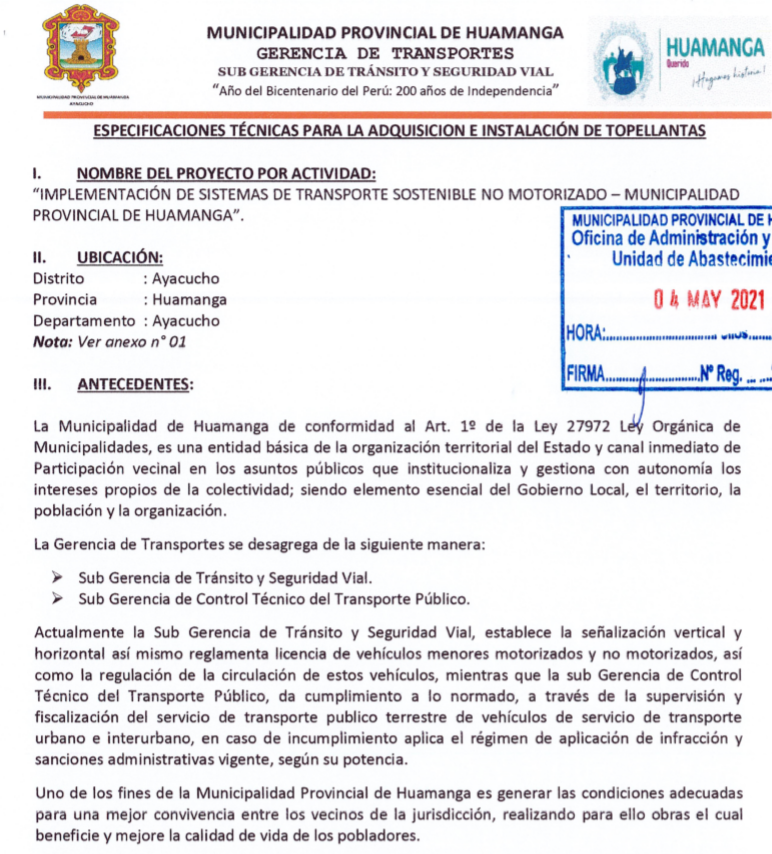 MUNICIPALIDAD PROVINCIAL DE HUAMANGA
GERENCIA DE TRANSPORTES
SUB GERENCIA DE TRÁNSITO Y SEGURIDAD VIAL
“Año del Bicentenario del Perú: 200 años de Independencia”
MUNICIPALIDAD PROVINCIAL DE HUAMANGA
AYACUCHO
HUAMANGA
Querido
¡Hagamos historia!
ESPECIFICACIONES TÉCNICAS PARA LA ADQUISICION E INSTALACIÓN DE TOPELLANTAS
I. NOMBRE DEL PROYECTO POR ACTIVIDAD:
“IMPLEMENTACIÓN DE SISTEMAS DE TRANSPORTE SOSTENIBLE NO MOTORIZADO – MUNICIPALIDAD
PROVINCIAL DE HUAMANGA”.
II. UBICACIÓN:
Distrito : Ayacucho
Provincia : Huamanga
Departamento : Ayacucho
Nota: Ver anexo n° 01
MUNICIPALIDAD PROVINCIAL DE H
Oficina de Administración y
Unidad de Abastecimie
04 MAY 2021
HORA:
FIRMA Nº Reg.
III. ANTECEDENTES:
La Municipalidad de Huamanga de conformidad al Art. 1º de la Ley 27972 Ley Orgánica de
Municipalidades, es una entidad básica de la organización territorial del Estado y canal inmediato de
Participación vecinal en los asuntos públicos que institucionaliza y gestiona con autonomía los
intereses propios de la colectividad; siendo elemento esencial del Gobierno Local, el territorio, la
población y la organización.
La Gerencia de Transportes se desagrega de la siguiente manera:
➢ Sub Gerencia de Tránsito y Seguridad Vial.
➢ Sub Gerencia de Control Técnico del Transporte Público.
Actualmente la Sub Gerencia de Tránsito y Seguridad Vial, establece la señalización vertical y
horizontal así mismo reglamenta licencia de vehículos menores motorizados y no motorizados, así
como la regulación de la circulación de estos vehículos, mientras que la sub Gerencia de Control
Técnico del Transporte Público, da cumplimiento a lo normado, a través de la supervisión y
fiscalización del servicio de transporte publico terrestre de vehículos de servicio de transporte
urbano e interurbano, en caso de incumplimiento aplica el régimen de aplicación de infracción y
sanciones administrativas vigente, según su potencia.
Uno de los fines de la Municipalidad Provincial de Huamanga es generar las condiciones adecuadas
para una mejor convivencia entre los vecinos de la jurisdicción, realizando para ello obras el cual
beneficie y mejore la calidad de vida de los pobladores.